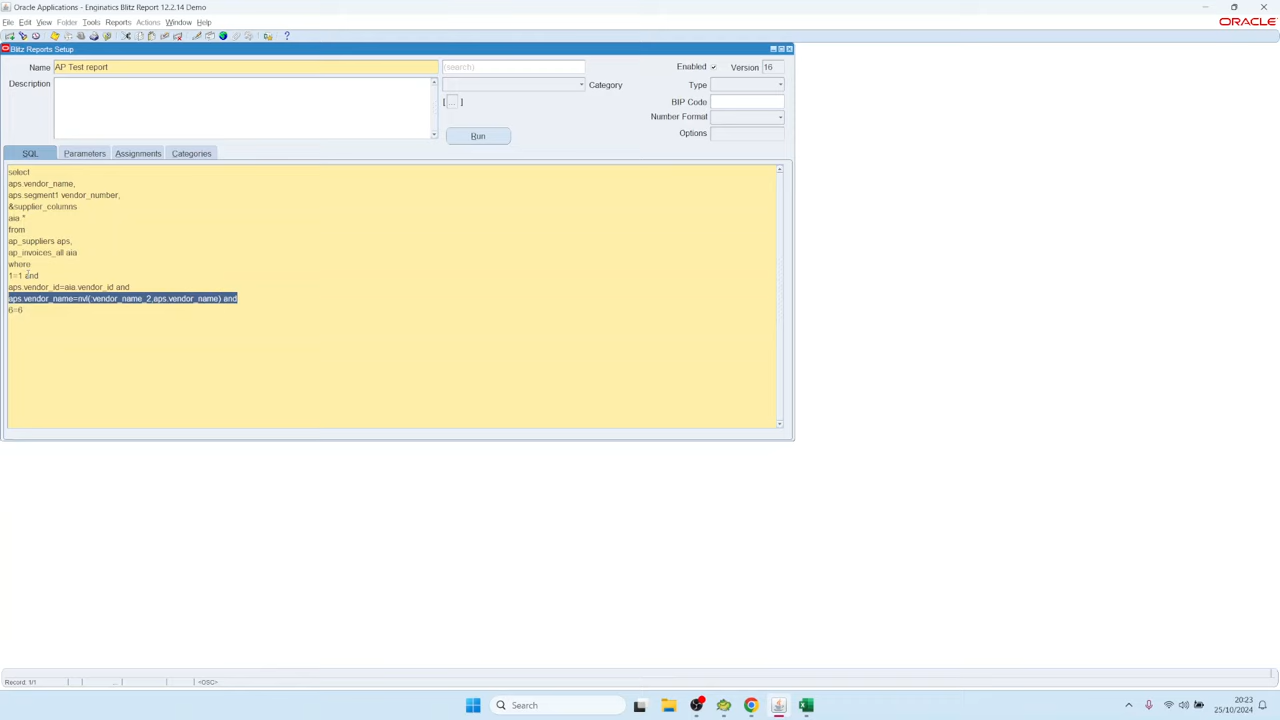 Oracle Applications - Enginatics Blitz Report 12.2.14 Demo
File Edit View Folder Tools Reports Actions Window Help
ORACLE
Blitz Reports Setup
Name AP Test report (search) Enabled Version 16
Description Category Type
[ ... ] BIP Code
Number Format
Run Options
SQL Parameters Assignments Categories
select
aps.vendor_name,
aps.segment1 vendor_number,
&supplier_columns
aia.*
from
ap_suppliers aps,
ap_invoices_all aia
where
1=1 and
aps.vendor_id=aia.vendor_id and
aps.vendor_name=nvl(:vendor_name_2,aps.vendor_name) and
6=6
Record: 1/1 ... <OSC>
Search
20:23
25/10/2024